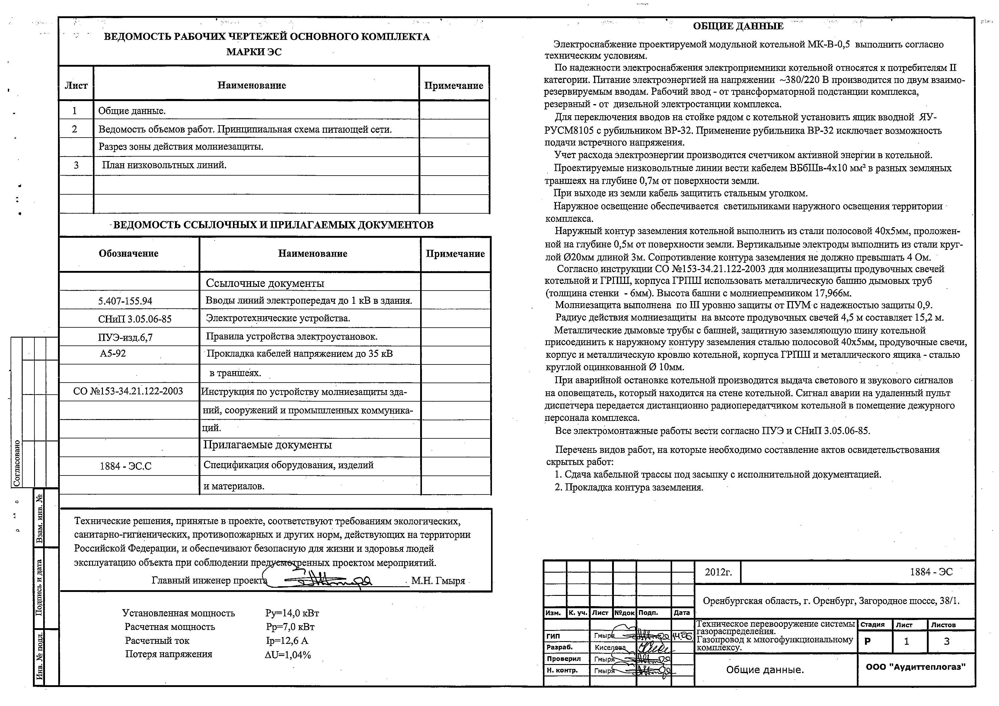 ВЕДОМОСТЬ РАБОЧИХ ЧЕРТЕЖЕЙ ОСНОВНОГО КОМПЛЕКТА
МАРКИ ЭС
Лист Наименование Примечание
1 Общие данные.
2 Ведомость объемов работ. Принципиальная схема питающей сети.
Разрез зоны действия молниезащиты.
3 План низковольтных линий.
ВЕДОМОСТЬ ССЫЛОЧНЫХ И ПРИЛАГАЕМЫХ ДОКУМЕНТОВ
Обозначение Наименование Примечание
Ссылочные документы
5.407-155.94 Вводы линий электропередач до 1 кВ в здания.
СНиП 3.05.06-85 Электротехнические устройства.
ПУЭ-изд.6,7 Правила устройства электроустановок.
А5-92 Прокладка кабелей напряжением до 35 кВ
в траншеях.
СО №153-34.21.122-2003 Инструкция по устройству молниезащиты зда-
ний, сооружений и промышленных коммуника-
ций.
Прилагаемые документы
1884 - ЭС.С Спецификация оборудования, изделий
и материалов.
Технические решения, принятые в проекте, соответствуют требованиям экологических,
санитарно-гигиенических, противопожарных и других норм, действующих на территории
Российской Федерации, и обеспечивают безопасную для жизни и здоровья людей
эксплуатацию объекта при соблюдении предусмотренных проектом мероприятий.
Главный инженер проекта М.Н. Гмыря
Установленная мощность Ру=14,0 кВт
Расчетная мощность Рр=7,0 кВт
Расчетный ток Iр=12,6 А
Потеря напряжения ΔU=1,04%
Согласовано
Взам. инв. №
Подпись и дата
Инв. № подл.
ОБЩИЕ ДАННЫЕ
Электроснабжение проектируемой модульной котельной МК-В-0,5 выполнить согласно
техническим условиям.
По надежности электроснабжения электроприемники котельной относятся к потребителям II
категории. Питание электроэнергией на напряжении ~380/220 В производится по двум взаимо-
резервируемым вводам. Рабочий ввод - от трансформаторной подстанции комплекса,
резервный - от дизельной электростанции комплекса.
Для переключения вводов на стойке рядом с котельной установить ящик вводной ЯУ-
РУСМ8105 с рубильником ВР-32. Применение рубильника ВР-32 исключает возможность
подачи встречного напряжения.
Учет расхода электроэнергии производится счетчиком активной энергии в котельной.
Проектируемые низковольтные линии вести кабелем ВБбШв-4х10 мм² в разных земляных
траншеях на глубине 0,7м от поверхности земли.
При выходе из земли кабель защитить стальным уголком.
Наружное освещение обеспечивается светильниками наружного освещения территории
комплекса.
Наружный контур заземления котельной выполнить из стали полосовой 40х5мм, проложен-
ной на глубине 0,5м от поверхности земли. Вертикальные электроды выполнить из стали круг-
лой Ø20мм длиной 3м. Сопротивление контура заземления не должно превышать 4 Ом.
Согласно инструкции СО №153-34.21.122-2003 для молниезащиты продувочных свечей
котельной и ГРПШ, корпуса ГРПШ использовать металлическую башню дымовых труб
(толщина стенки - 6мм). Высота башни с молниепремником 17,966м.
Молниезащита выполнена по III уровню защиты от ПУМ с надежностью защиты 0,9.
Радиус действия молниезащиты на высоте продувочных свечей 4,5 м составляет 15,2 м.
Металлические дымовые трубы с башней, защитную заземляющую шину котельной
присоединить к наружному контуру заземления сталью полосовой 40х5мм, продувочные свечи,
корпус и металлическую кровлю котельной, корпуса ГРПШ и металлического ящика - сталью
круглой оцинкованной Ø 10мм.
При аварийной остановке котельной производится выдача светового и звукового сигналов
на оповещатель, который находится на стене котельной. Сигнал аварии на удаленный пульт
диспетчера передается дистанционно радиопередатчиком котельной в помещение дежурного
персонала комплекса.
Все электромонтажные работы вести согласно ПУЭ и СНиП 3.05.06-85.
Перечень видов работ, на которые необходимо составление актов освидетельствования
скрытых работ:
1. Сдача кабельной трассы под засыпку с исполнительной документацией.
2. Прокладка контура заземления.
2012г. 1884 - ЭС
Оренбургская область, г. Оренбург, Загородное шоссе, 38/1.
Изм. К. уч. Лист №док Подп. Дата
Техническое перевооружение системы
газораспределения.
Газопровод к многофункциональному
комплексу.
Стадия Лист Листов
Р 1 3
ГИП Гмыря 14.06.
Разраб. Киселева
Проверил Гмыря
Н. контр. Гмыря
Общие данные.
ООО "Аудиттеплогаз"